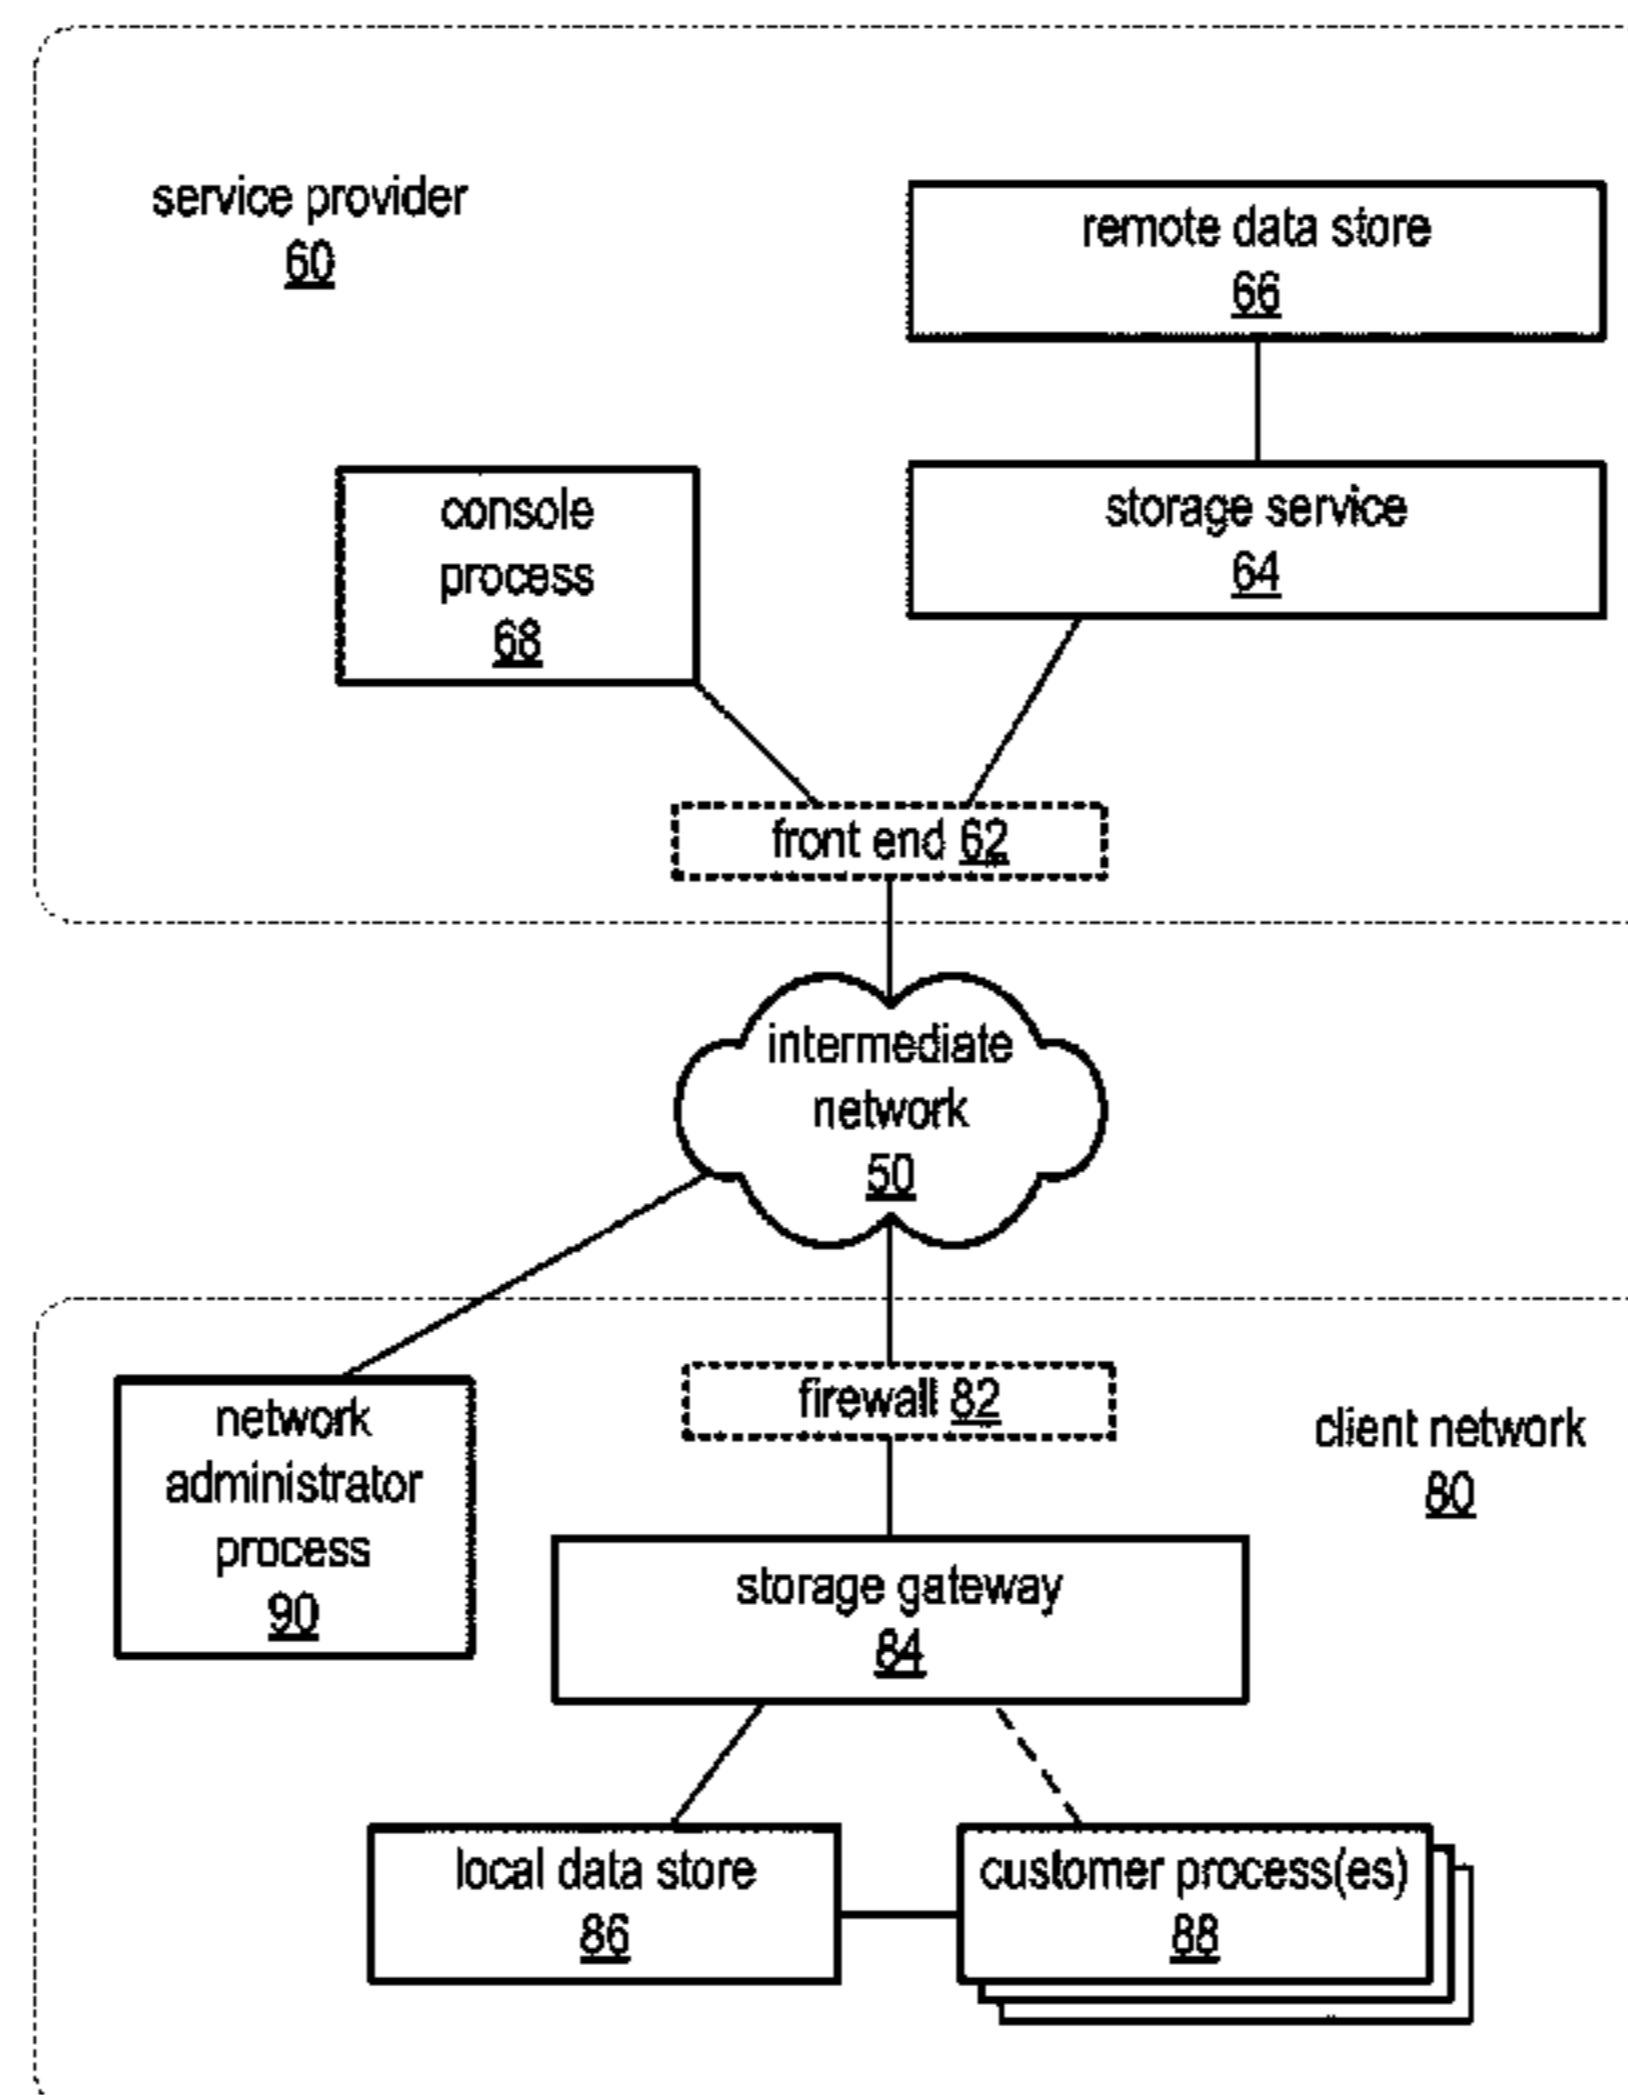 service provider
60
remote data store
66
console
process
68
storage service
64
front end 62
intermediate
network
50
network
administrator
process
90
firewall 82
client network
80
storage gateway
84
local data store
86
customer process(es)
88